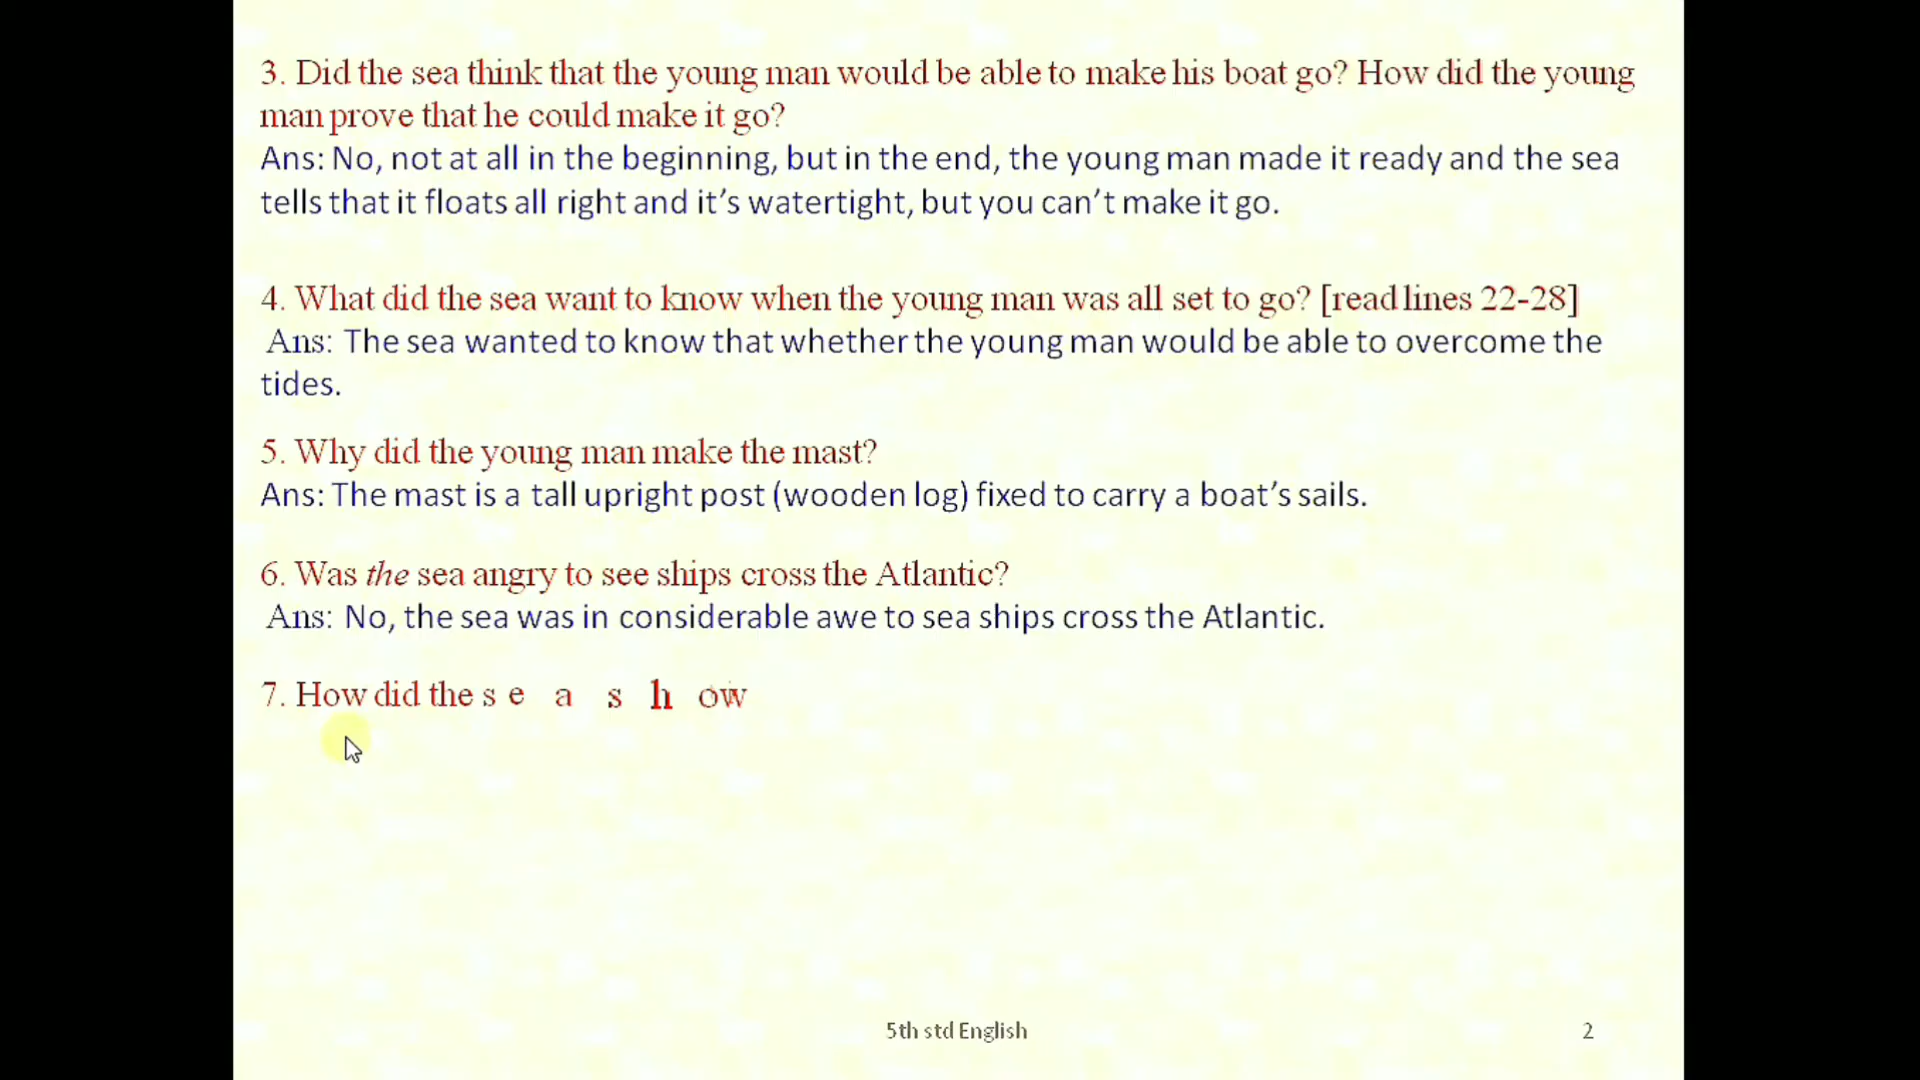 3. Did the sea think that the young man would be able to make his boat go? How did the young
man prove that he could make it go?
Ans: No, not at all in the beginning, but in the end, the young man made it ready and the sea
tells that it floats all right and it’s watertight, but you can’t make it go.
4. What did the sea want to know when the young man was all set to go? [read lines 22-28]
Ans: The sea wanted to know that whether the young man would be able to overcome the
tides.
5. Why did the young man make the mast?
Ans: The mast is a tall upright post (wooden log) fixed to carry a boat’s sails.
6. Was the sea angry to see ships cross the Atlantic?
Ans: No, the sea was in considerable awe to sea ships cross the Atlantic.
7. How did the s e a s h ow
5th std English 2